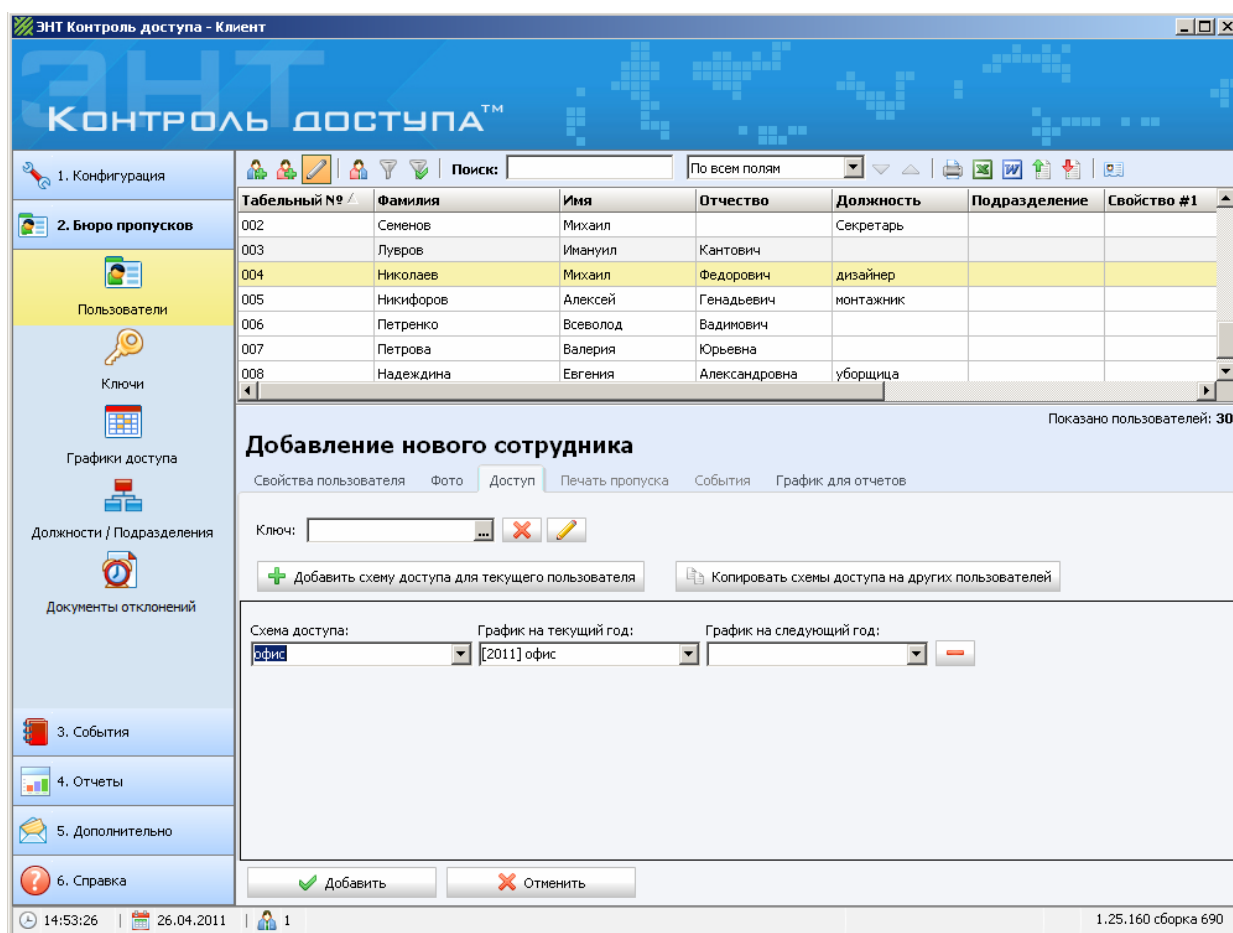 ЭНТ Контроль доступа - Клиент
ЭНТ
Контроль доступа™
1. Конфигурация
Поиск: По всем полям
2. Бюро пропусков
Пользователи
Ключи
Графики доступа
Должности / Подразделения
Документы отклонений
3. События
4. Отчеты
5. Дополнительно
6. Справка
Табельный № Фамилия Имя Отчество Должность Подразделение Свойство #1
002 Семенов Михаил Секретарь
003 Лувров Имануил Кантович
004 Николаев Михаил Федорович дизайнер
005 Никифоров Алексей Генадьевич монтажник
006 Петренко Всеволод Вадимович
007 Петрова Валерия Юрьевна
008 Надеждина Евгения Александровна уборщица
Показано пользователей: 30
Добавление нового сотрудника
Свойства пользователя Фото Доступ Печать пропуска События График для отчетов
Ключ: ...
Добавить схему доступа для текущего пользователя Копировать схемы доступа на других пользователей
Схема доступа: График на текущий год: График на следующий год:
офис [2011] офис
Добавить Отменить
14:53:26 26.04.2011 1 1.25.160 сборка 690